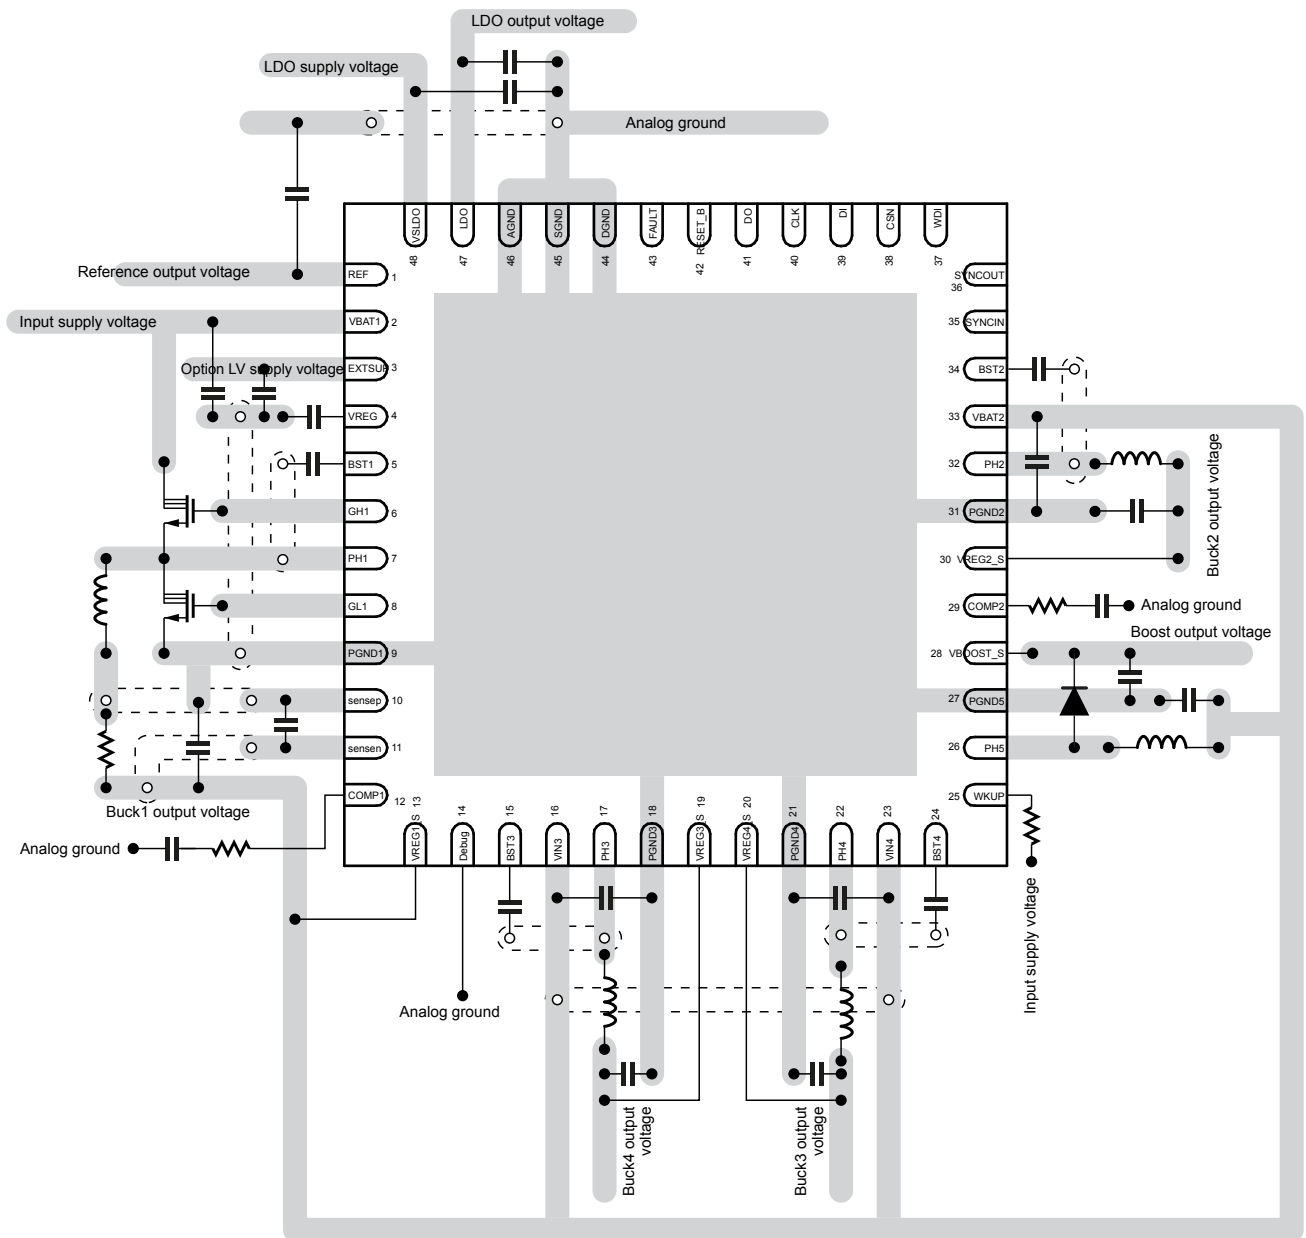 LDO output voltage
LDO supply voltage
Analog ground
VSLDO 48
LDO 47
AGND 46
SGND 45
DGND 44
FAULT 43
RESET_B 42
DO 41
CLK 40
DI 39
CSN 38
WDI 37
Reference output voltage
REF 1
Input supply voltage
VBAT1 2
Option LV supply voltage
EXTSUP 3
VREG 4
BST1 5
GH1 6
PH1 7
GL1 8
PGND1 9
sensep 10
sensen 11
COMP1 12
Buck1 output voltage
Analog ground
SYNCOUT
36
35 SYNCIN
34 BST2
33 VBAT2
32 PH2
31 PGND2
30 VREG2_S
Buck2 output voltage
29 COMP2
Analog ground
Boost output voltage
28 VBOOST_S
27 PGND5
26 PH5
25 WKUP
Input supply voltage
VREG1_S 13
Debug 14
BST3 15
VIN3 16
PH3 17
PGND3 18
VREG3_S 19
VREG4_S 20
PGND4 21
PH4 22
VIN4 23
BST4 24
Analog ground
Buck4 output
voltage
Buck3 output
voltage